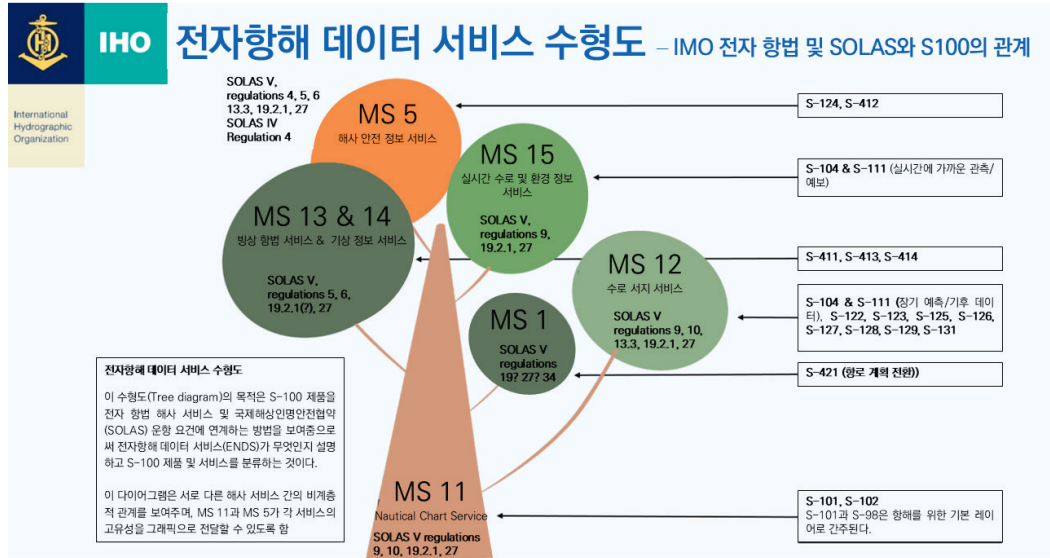 IHO
International
Hydrographic
Organization
전자항해 데이터 서비스 수형도 – IMO 전자 항법 및 SOLAS와 S100의 관계
SOLAS V,
regulations 4, 5, 6
13.3, 19.2.1, 27
SOLAS IV
Regulation 4
MS 5
해사 안전 정보 서비스
S-124, S-412
MS 15
실시간 수로 및 환경 정보
서비스
SOLAS V,
regulations 9,
19.2.1, 27
S-104 & S-111 (실시간에 가까운 관측/
예보)
MS 13 & 14
빙상 항법 서비스 & 기상 정보 서비스
SOLAS V,
regulations 5, 6,
19.2.1(?), 27
S-411, S-413, S-414
MS 12
수로 서지 서비스
SOLAS V
regulations 9, 10,
13.3, 19.2.1, 27
S-104 & S-111 (장기 예측/기후 데이
터), S-122, S-123, S-125, S-126,
S-127, S-128, S-129, S-131
MS 1
SOLAS V
regulations
19? 27? 34
S-421 (항로 계획 전환))
전자항해 데이터 서비스 수형도
이 수형도(Tree diagram)의 목적은 S-100 제품을
전자 항법 해사 서비스 및 국제해상인명안전협약
(SOLAS) 운항 요건에 연계하는 방법을 보여줌으로
써 전자항해 데이터 서비스(ENDS)가 무엇인지 설명
하고 S-100 제품 및 서비스를 분류하는 것이다.
이 다이어그램은 서로 다른 해사 서비스 간의 비계층
적 관계를 보여주며, MS 11과 MS 5가 각 서비스의
고유성을 그래픽으로 전달할 수 있도록 함
MS 11
Nautical Chart Service
SOLAS V regulations
9, 10, 19.2.1, 27
S-101, S-102
S-101과 S-98은 항해를 위한 기본 레이
어로 간주된다.